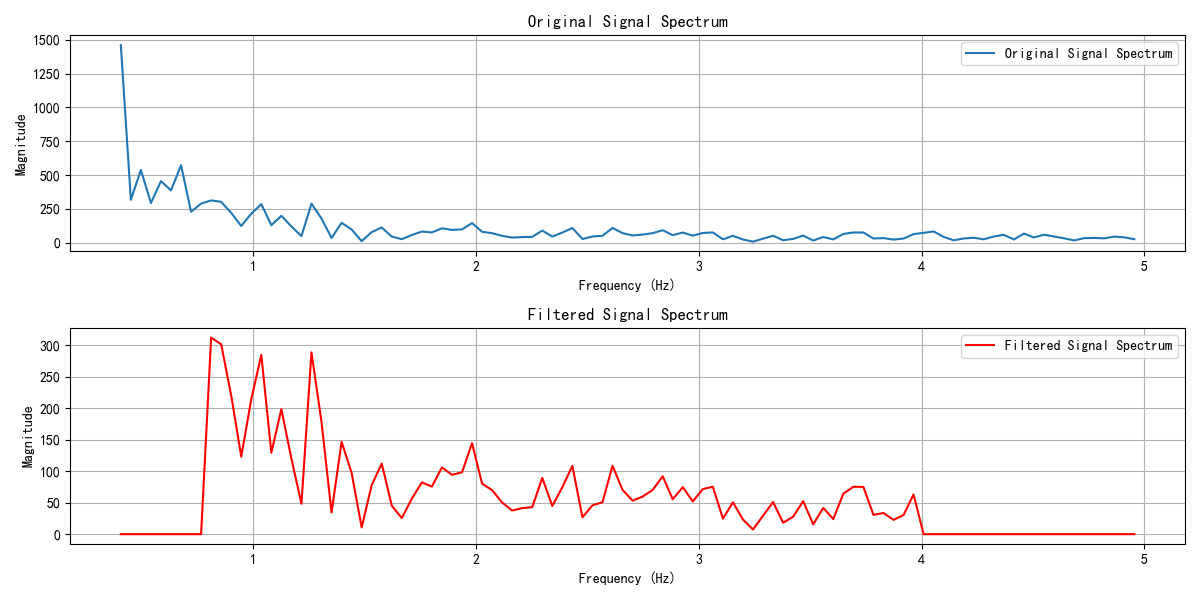 Original Signal Spectrum
1500
1250
1000
750
500
250
0
Magnitude
Original Signal Spectrum
1 2 3 4 5
Frequency (Hz)
Filtered Signal Spectrum
300
250
200
150
100
50
0
Magnitude
Filtered Signal Spectrum
1 2 3 4 5
Frequency (Hz)